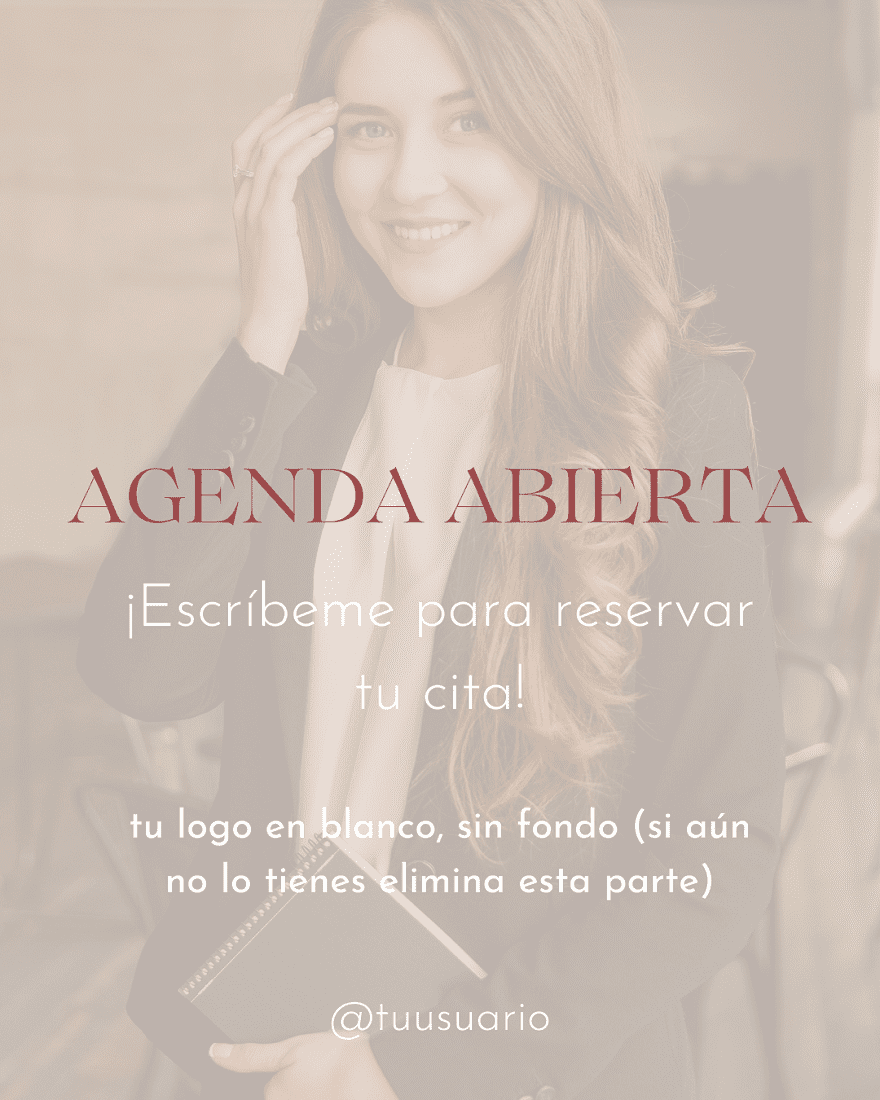 AGENDA ABIERTA
¡Escríbeme para reservar
tu cita!
tu logo en blanco, sin fondo (si aún
no lo tienes elimina esta parte)
@tuusuario